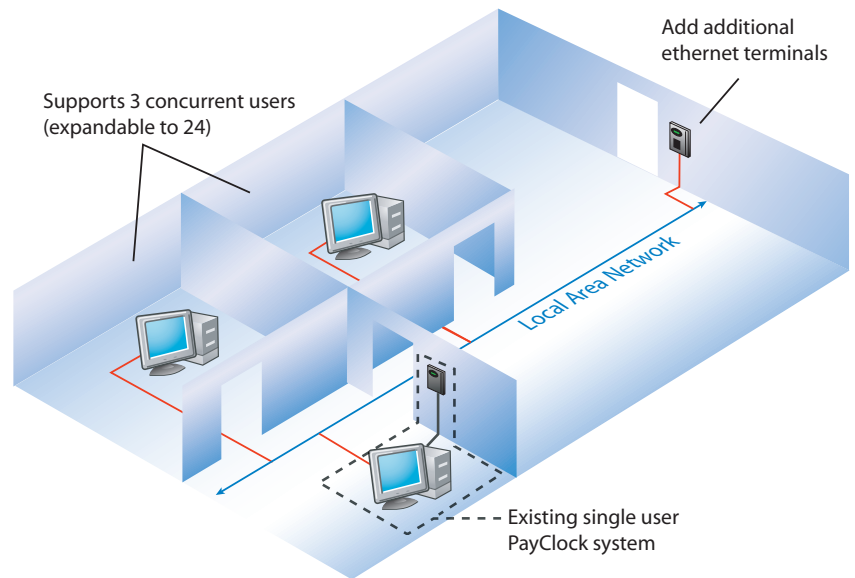 Add additional
ethernet terminals
Supports 3 concurrent users
(expandable to 24)
Local Area Network
Existing single user
PayClock system